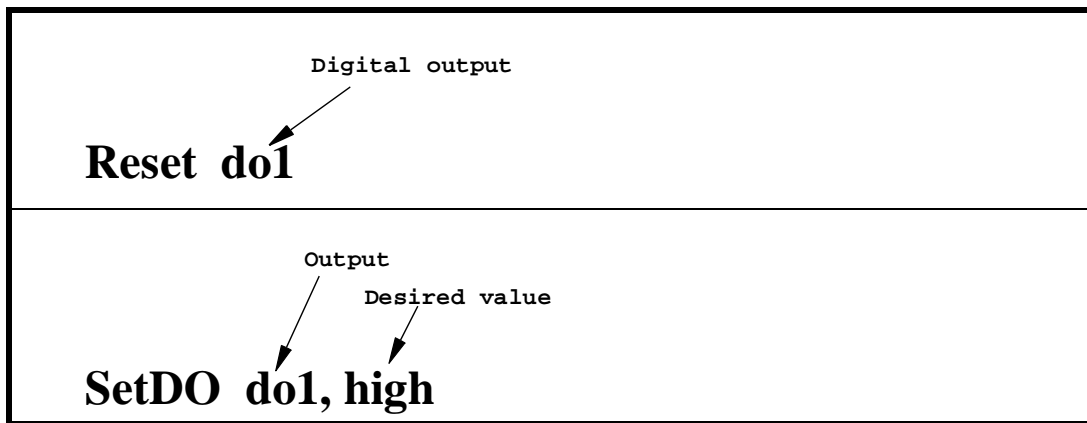 Digital output
Reset do1
Output
Desired value
SetDO do1, high